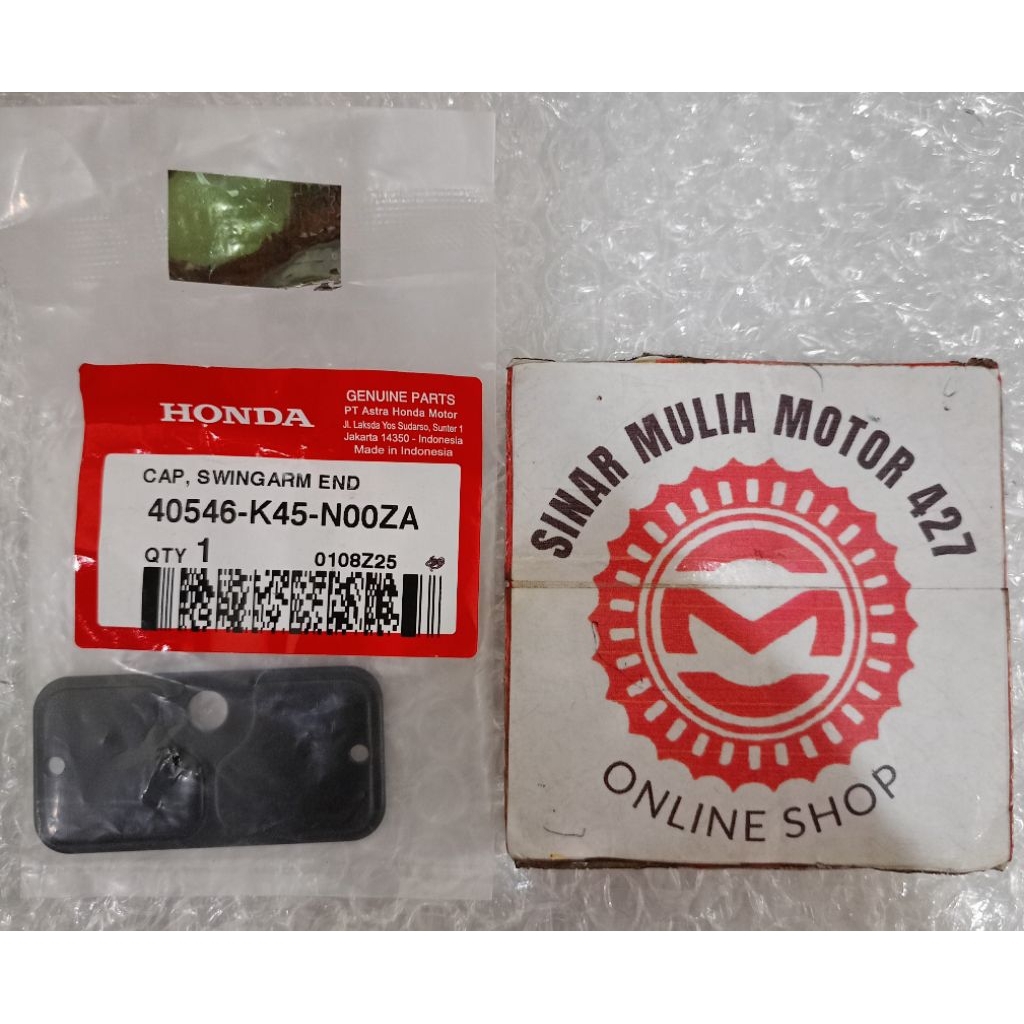 HONDA
GENUINE PARTS
PT Astra Honda Motor
Jl. Laksda Yos Sudarso, Sunter 1
Jakarta 14350 - Indonesia
Made in Indonesia
CAP, SWINGARM END
40546-K45-N00ZA
QTY 1 0108Z25
SINAR MULIA MOTOR 427
ONLINE SHOP